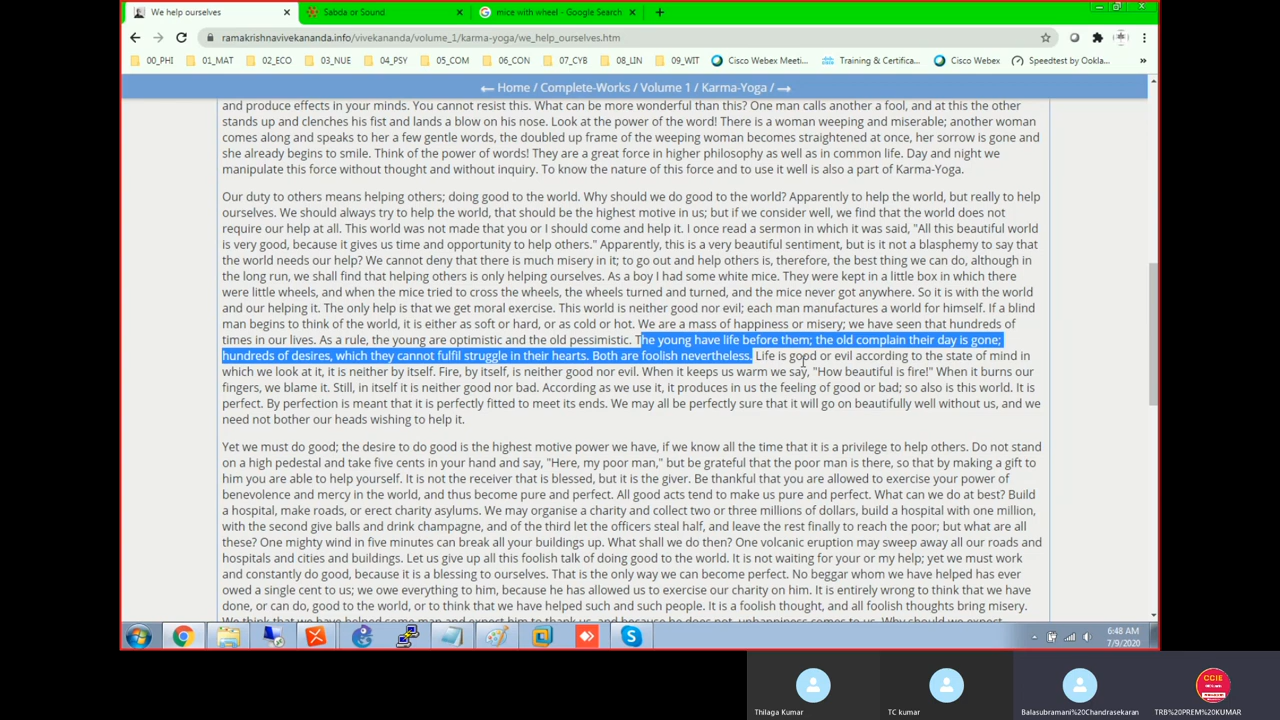 We help ourselves
Sabda or Sound
mice with wheel - Google Search
ramakrishnavivekananda.info/vivekananda/volume_1/karma-yoga/we_help_ourselves.htm
00_PHI 01_MAT 02_ECO 03_NUE 04_PSY 05_COM 06_CON 07_CYB 08_LIN 09_WIT Cisco Webex Meeti... Training & Certifica... Cisco Webex Speedtest by Ookla... »
Home / Complete-Works / Volume 1 / Karma-Yoga /
and produce effects in your minds. You cannot resist this. What can be more wonderful than this? One man calls another a fool, and at this the other
stands up and clenches his fist and lands a blow on his nose. Look at the power of the word! There is a woman weeping and miserable; another woman
comes along and speaks to her a few gentle words, the doubled up frame of the weeping woman becomes straightened at once, her sorrow is gone and
she already begins to smile. Think of the power of words! They are a great force in higher philosophy as well as in common life. Day and night we
manipulate this force without thought and without inquiry. To know the nature of this force and to use it well is also a part of Karma-Yoga.
Our duty to others means helping others; doing good to the world. Why should we do good to the world? Apparently to help the world, but really to help
ourselves. We should always try to help the world, that should be the highest motive in us; but if we consider well, we find that the world does not
require our help at all. This world was not made that you or I should come and help it. I once read a sermon in which it was said, "All this beautiful world
is very good, because it gives us time and opportunity to help others." Apparently, this is a very beautiful sentiment, but is it not a blasphemy to say that
the world needs our help? We cannot deny that there is much misery in it; to go out and help others is, therefore, the best thing we can do, although in
the long run, we shall find that helping others is only helping ourselves. As a boy I had some white mice. They were kept in a little box in which there
were little wheels, and when the mice tried to cross the wheels, the wheels turned and turned, and the mice never got anywhere. So it is with the world
and our helping it. The only help is that we get moral exercise. This world is neither good nor evil; each man manufactures a world for himself. If a blind
man begins to think of the world, it is either as soft or hard, or as cold or hot. We are a mass of happiness or misery; we have seen that hundreds of
times in our lives. As a rule, the young are optimistic and the old pessimistic. The young have life before them; the old complain their day is gone;
hundreds of desires, which they cannot fulfil struggle in their hearts. Both are foolish nevertheless. Life is good or evil according to the state of mind in
which we look at it, it is neither by itself. Fire, by itself, is neither good nor evil. When it keeps us warm we say, "How beautiful is fire!" When it burns our
fingers, we blame it. Still, in itself it is neither good nor bad. According as we use it, it produces in us the feeling of good or bad; so also is this world. It is
perfect. By perfection is meant that it is perfectly fitted to meet its ends. We may all be perfectly sure that it will go on beautifully well without us, and we
need not bother our heads wishing to help it.
Yet we must do good; the desire to do good is the highest motive power we have, if we know all the time that it is a privilege to help others. Do not stand
on a high pedestal and take five cents in your hand and say, "Here, my poor man," but be grateful that the poor man is there, so that by making a gift to
him you are able to help yourself. It is not the receiver that is blessed, but it is the giver. Be thankful that you are allowed to exercise your power of
benevolence and mercy in the world, and thus become pure and perfect. All good acts tend to make us pure and perfect. What can we do at best? Build
a hospital, make roads, or erect charity asylums. We may organise a charity and collect two or three millions of dollars, build a hospital with one million,
with the second give balls and drink champagne, and of the third let the officers steal half, and leave the rest finally to reach the poor; but what are all
these? One mighty wind in five minutes can break all your buildings up. What shall we do then? One volcanic eruption may sweep away all our roads and
hospitals and cities and buildings. Let us give up all this foolish talk of doing good to the world. It is not waiting for your or my help; yet we must work
and constantly do good, because it is a blessing to ourselves. That is the only way we can become perfect. No beggar whom we have helped has ever
owed a single cent to us; we owe everything to him, because he has allowed us to exercise our charity on him. It is entirely wrong to think that we have
done, or can do, good to the world, or to think that we have helped such and such people. It is a foolish thought, and all foolish thoughts bring misery.
We think that we have helped some man and expect him to thank us, and because he does not, unhappiness comes to us. Why should we expect
6:48 AM
7/9/2020
CCIE
Thilaga Kumar
TC kumar
Balasubramani%20Chandrasekaran
TRB%20PREM%20KUMAR